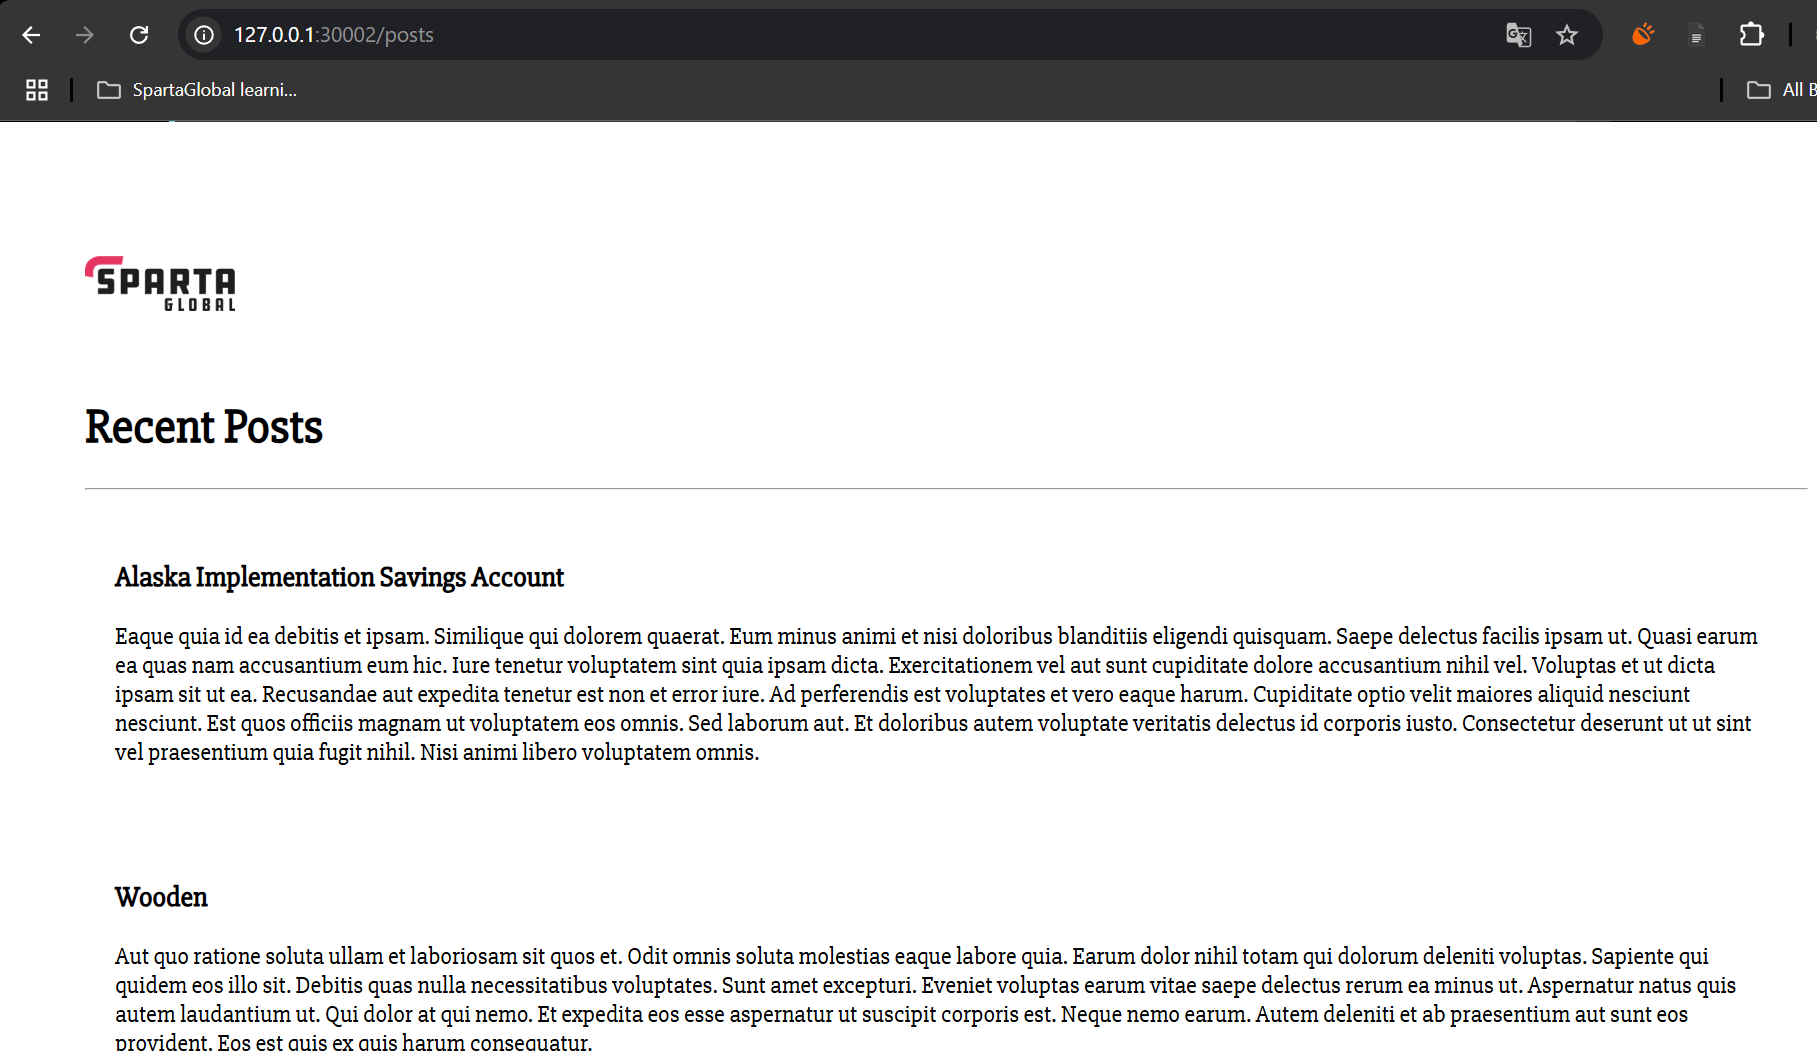 127.0.0.1:30002/posts
SpartaGlobal learni...
All B
SPARTA
GLOBAL
Recent Posts
Alaska Implementation Savings Account
Eaque quia id ea debitis et ipsam. Similique qui dolorem quaerat. Eum minus animi et nisi doloribus blanditiis eligendi quisquam. Saepe delectus facilis ipsam ut. Quasi earum
ea quas nam accusantium eum hic. Iure tenetur voluptatem sint quia ipsam dicta. Exercitationem vel aut sunt cupiditate dolore accusantium nihil vel. Voluptas et ut dicta
ipsam sit ut ea. Recusandae aut expedita tenetur est non et error iure. Ad perferendis est voluptates et vero eaque harum. Cupiditate optio velit maiores aliquid nesciunt
nesciunt. Est quos officiis magnam ut voluptatem eos omnis. Sed laborum aut. Et doloribus autem voluptate veritatis delectus id corporis iusto. Consectetur deserunt ut ut sint
vel praesentium quia fugit nihil. Nisi animi libero voluptatem omnis.
Wooden
Aut quo ratione soluta ullam et laboriosam sit quos et. Odit omnis soluta molestias eaque labore quia. Earum dolor nihil totam qui dolorum deleniti voluptas. Sapiente qui
quidem eos illo sit. Debitis quas nulla necessitatibus voluptates. Sunt amet excepturi. Eveniet voluptas earum vitae saepe delectus rerum ea minus ut. Aspernatur natus quis
autem laudantium ut. Qui dolor at qui nemo. Et expedita eos esse aspernatur ut suscipit corporis est. Neque nemo earum. Autem deleniti et ab praesentium aut sunt eos
provident. Eos est quis ex quis harum consequatur.